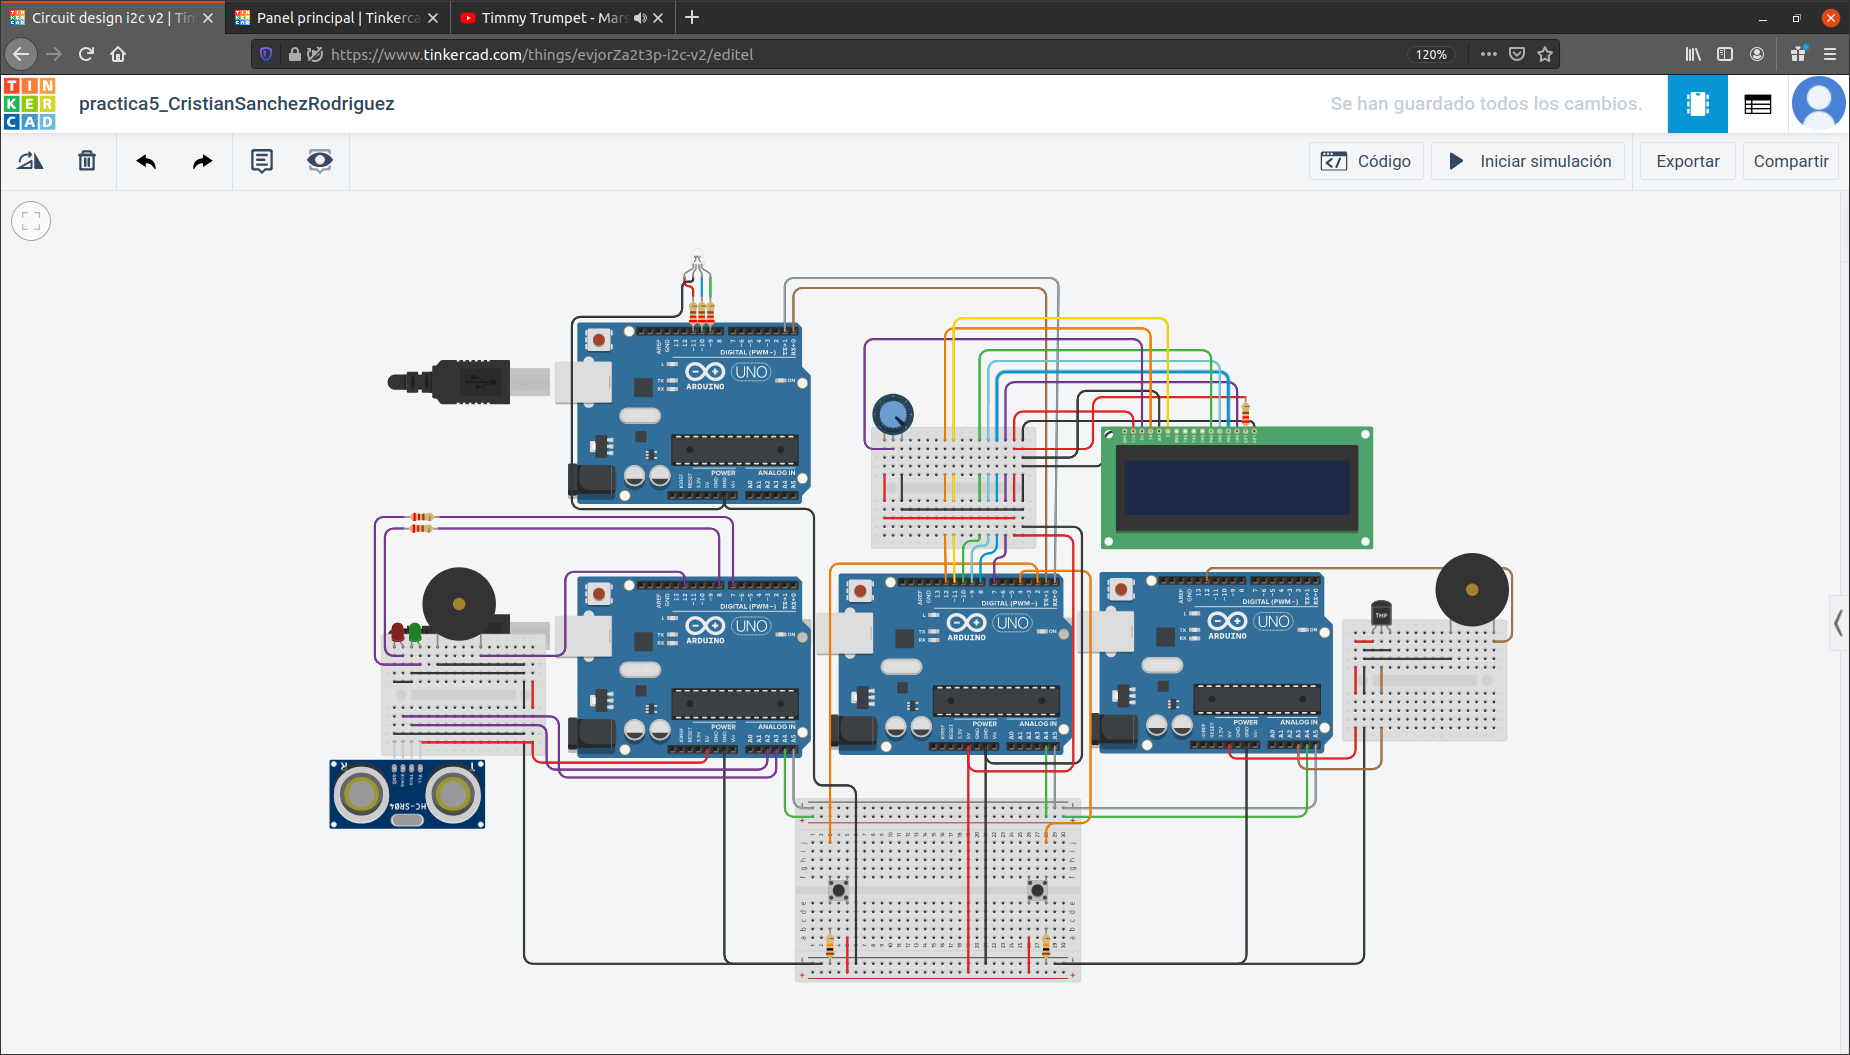 Circuit design i2c v2 | Tin
Panel principal | Tinkerca
Timmy Trumpet - Mars
https://www.tinkercad.com/things/evjorZa2t3p-i2c-v2/editel
120%
TIN
KER
CAD
practica5_CristianSanchezRodriguez
Se han guardado todos los cambios.
Código
Iniciar simulación
Exportar
Compartir
DIGITAL (PWM~)
UNO
ARDUINO
POWER
ANALOG IN
DIGITAL (PWM~)
UNO
ARDUINO
POWER
ANALOG IN
DIGITAL (PWM~)
UNO
ARDUINO
POWER
ANALOG IN
DIGITAL (PWM~)
UNO
ARDUINO
POWER
ANALOG IN
TMP
HC-SR04